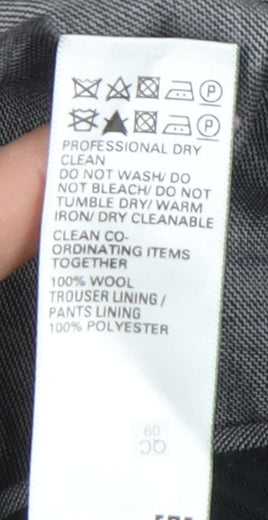 PROFESSIONAL DRY
CLEAN
DO NOT WASH/ DO
NOT BLEACH/ DO NOT
TUMBLE DRY/ WARM
IRON/ DRY CLEANABLE
CLEAN CO-
ORDINATING ITEMS
TOGETHER
100% WOOL
TROUSER LINING /
PANTS LINING
100% POLYESTER
QC
60